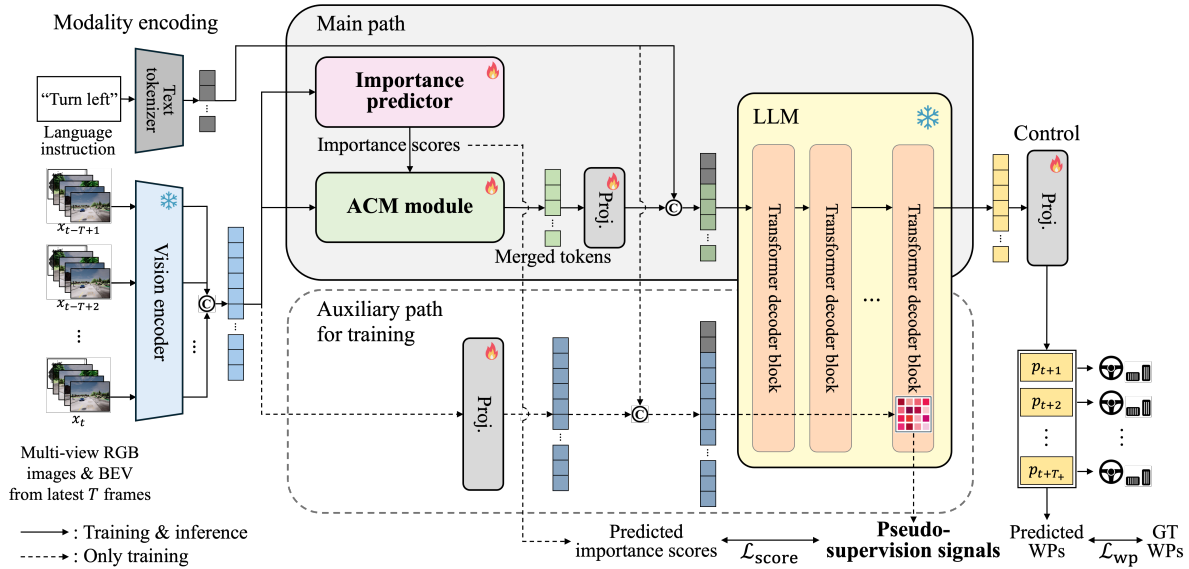 Modality encoding
“Turn left”
Language
instruction
Text
tokenizer
x_{t−T+1}
x_{t−T+2}
x_t
Vision encoder
Multi-view RGB
images & BEV
from latest T frames
: Training & inference
: Only training
Main path
Importance
predictor
Importance scores
ACM module
Merged tokens
Proj.
C
C
LLM
Transformer decoder block
Transformer decoder block
...
Transformer decoder block
Auxiliary path
for training
Proj.
C
Predicted
importance scores
ℒ_score
Pseudo-
supervision signals
Control
Proj.
p_{t+1}
p_{t+2}
p_{t+T_+}
Predicted
WPs
ℒ_wp
GT
WPs